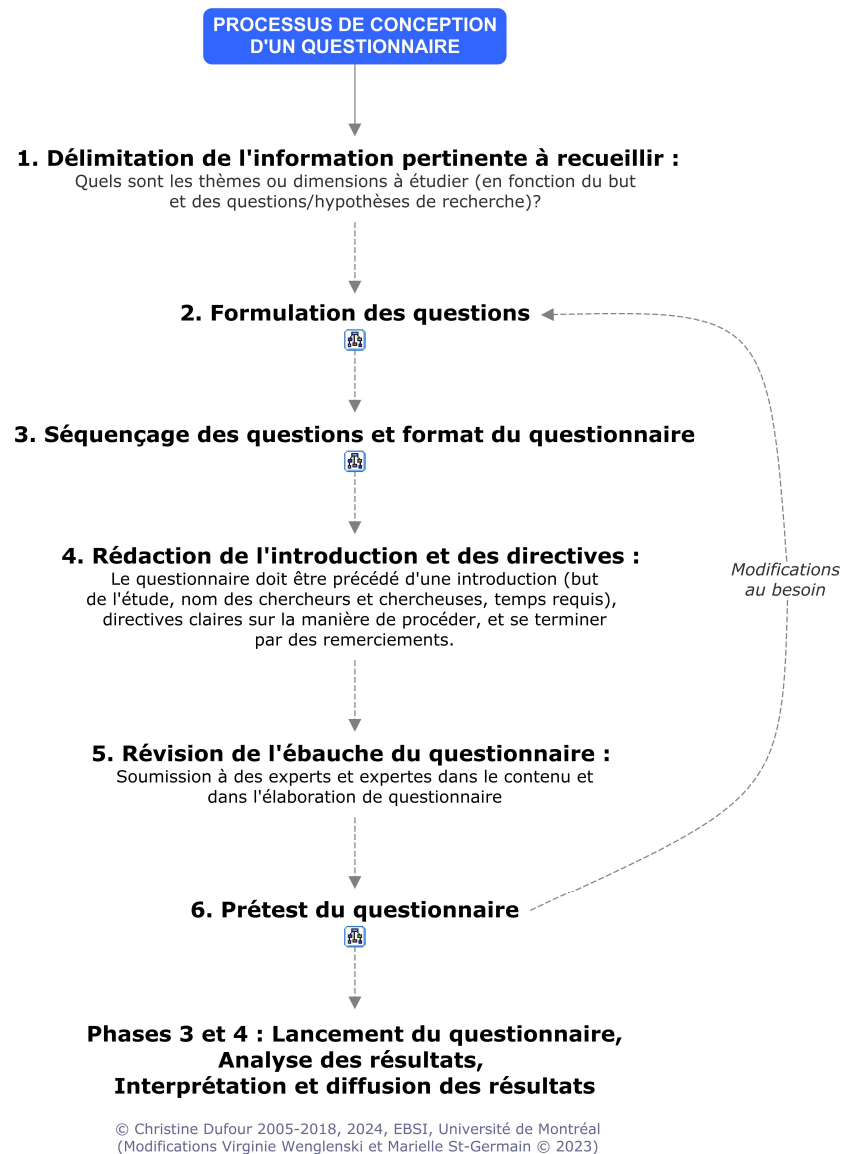 PROCESSUS DE CONCEPTION
D'UN QUESTIONNAIRE
1. Délimitation de l'information pertinente à recueillir :
Quels sont les thèmes ou dimensions à étudier (en fonction du but
et des questions/hypothèses de recherche)?
2. Formulation des questions
3. Séquençage des questions et format du questionnaire
4. Rédaction de l'introduction et des directives :
Le questionnaire doit être précédé d'une introduction (but
de l'étude, nom des chercheurs et chercheuses, temps requis),
directives claires sur la manière de procéder, et se terminer
par des remerciements.
Modifications
au besoin
5. Révision de l'ébauche du questionnaire :
Soumission à des experts et expertes dans le contenu et
dans l'élaboration de questionnaire
6. Prétest du questionnaire
Phases 3 et 4 : Lancement du questionnaire,
Analyse des résultats,
Interprétation et diffusion des résultats
© Christine Dufour 2005-2018, 2024, EBSI, Université de Montréal
(Modifications Virginie Wenglenski et Marielle St-Germain © 2023)